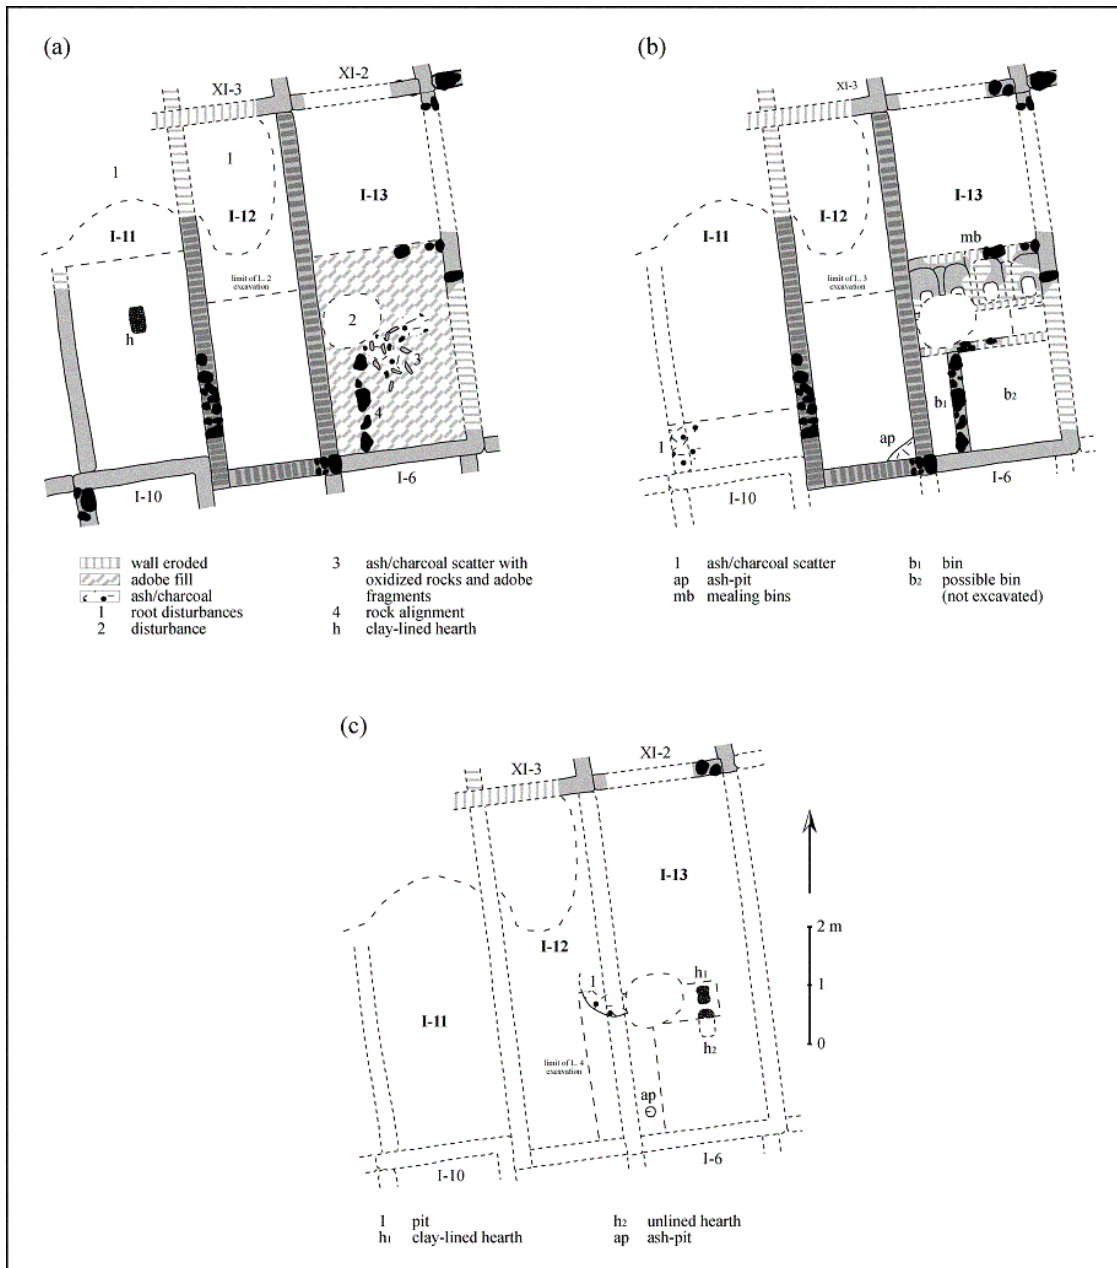 (a)
XI-3
XI-2
1
1
I-13
I-12
I-11
limit of L. 2
excavation
2
h
3
4
I-10
I-6
wall eroded
adobe fill
ash/charcoal
1 root disturbances
2 disturbance
3 ash/charcoal scatter with
oxidized rocks and adobe
fragments
4 rock alignment
h clay-lined hearth
(b)
XI-3
I-13
I-12
I-11
mb
limit of L. 3
excavation
b1
b2
1
ap
I-10
I-6
1 ash/charcoal scatter
ap ash-pit
mb mealing bins
b1 bin
b2 possible bin
(not excavated)
(c)
XI-3
XI-2
I-13
2 m
I-12
1
h1
I-11
1
h2
0
limit of L. 4
excavation
ap
I-10
I-6
1 pit
h1 clay-lined hearth
h2 unlined hearth
ap ash-pit